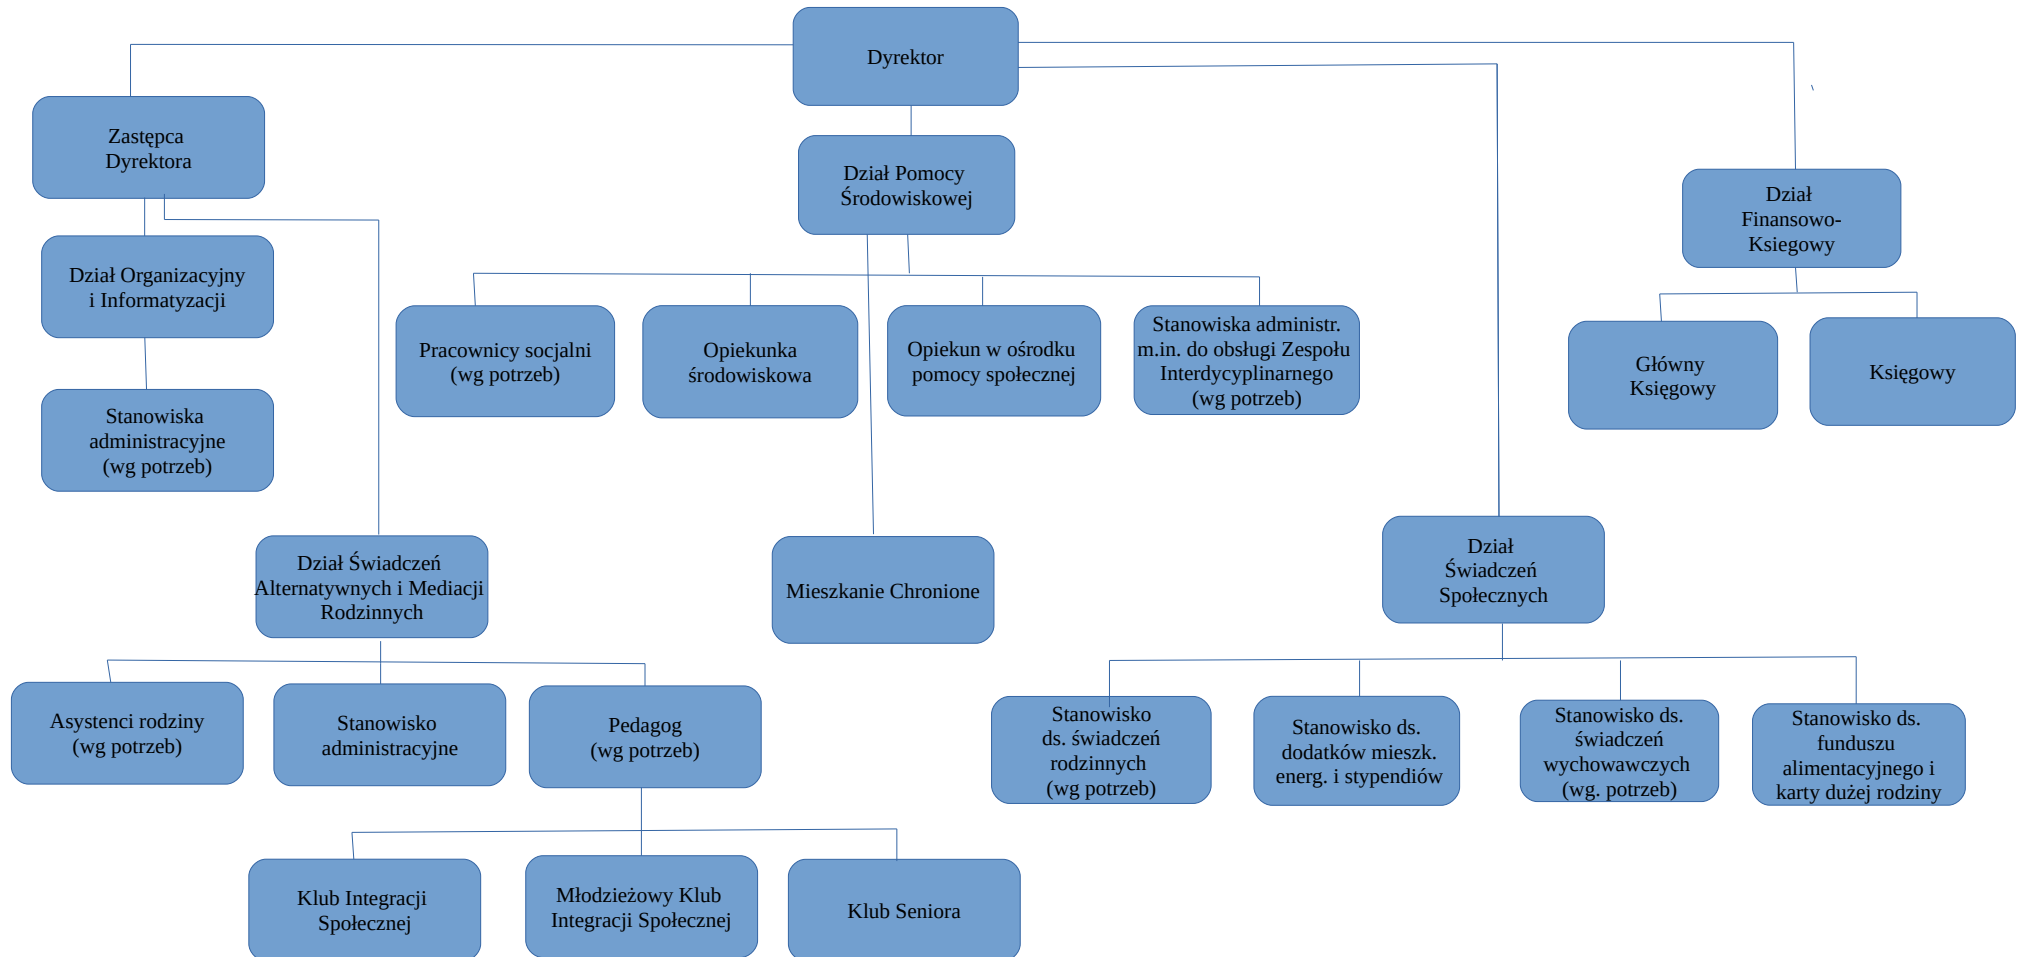 Dyrektor
Zastępca
Dyrektora
Dział Pomocy
Środowiskowej
Dział
Finansowo-
Ksiegowy
Dział Organizacyjny
i Informatyzacji
Pracownicy socjalni
(wg potrzeb)
Opiekunka
środowiskowa
Opiekun w ośrodku
pomocy społecznej
Stanowiska administr.
m.in. do obsługi Zespołu
Interdycyplinarnego
(wg potrzeb)
Główny
Księgowy
Księgowy
Stanowiska
administracyjne
(wg potrzeb)
Dział Świadczeń
Alternatywnych i Mediacji
Rodzinnych
Mieszkanie Chronione
Dział
Świadczeń
Społecznych
Asystenci rodziny
(wg potrzeb)
Stanowisko
administracyjne
Pedagog
(wg potrzeb)
Stanowisko
ds. świadczeń
rodzinnych
(wg potrzeb)
Stanowisko ds.
dodatków mieszk.
energ. i stypendiów
Stanowisko ds.
świadczeń
wychowawczych
(wg. potrzeb)
Stanowisko ds.
funduszu
alimentacyjnego i
karty dużej rodziny
Klub Integracji
Społecznej
Młodzieżowy Klub
Integracji Społecznej
Klub Seniora